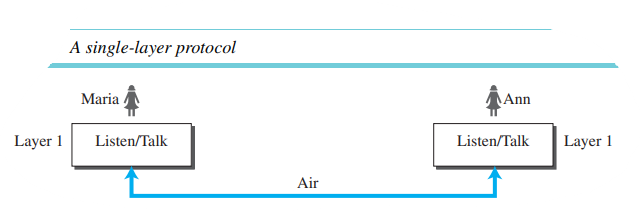 A single-layer protocol
Maria
Ann
Layer 1
Listen/Talk
Listen/Talk
Layer 1
Air